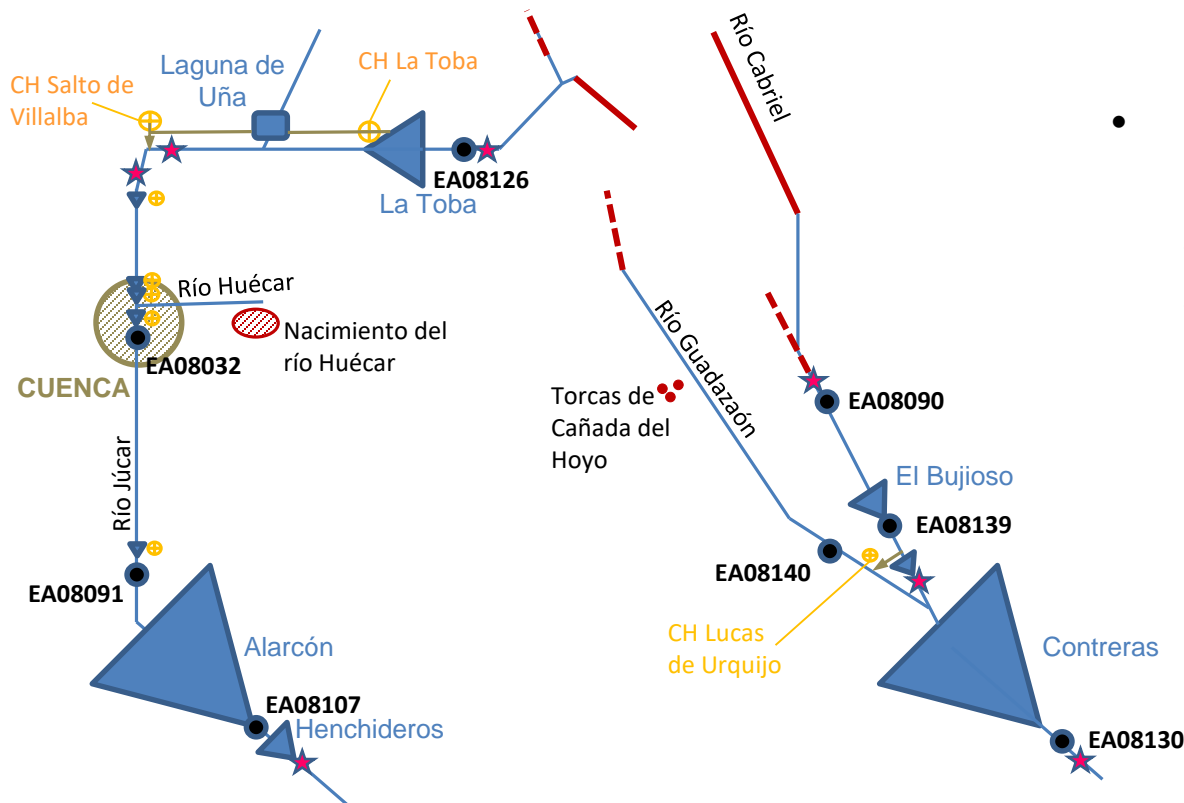 CH Salto de
Villalba
Laguna de
Uña
CH La Toba
EA08126
La Toba
Río Cabriel
Río Huécar
Nacimiento del
río Huécar
EA08032
CUENCA
Río Júcar
EA08091
Alarcón
EA08107
Henchideros
Río Guadazaón
Torcas de
Cañada del
Hoyo
EA08090
El Bujioso
EA08139
EA08140
CH Lucas
de Urquijo
Contreras
EA08130